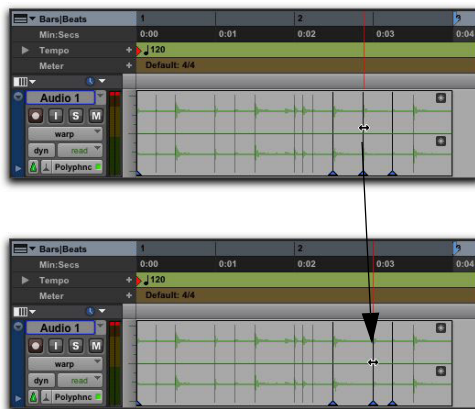 Bars|Beats 1 2 3
Min:Secs 0:00 0:01 0:02 0:03 0:04
Tempo + 120
Meter + Default: 4/4
Audio 1
I S M
warp
dyn read
Polyphnc
Bars|Beats 1 2 3
Min:Secs 0:00 0:01 0:02 0:03 0:04
Tempo + 120
Meter + Default: 4/4
Audio 1
I S M
warp
dyn read
Polyphnc